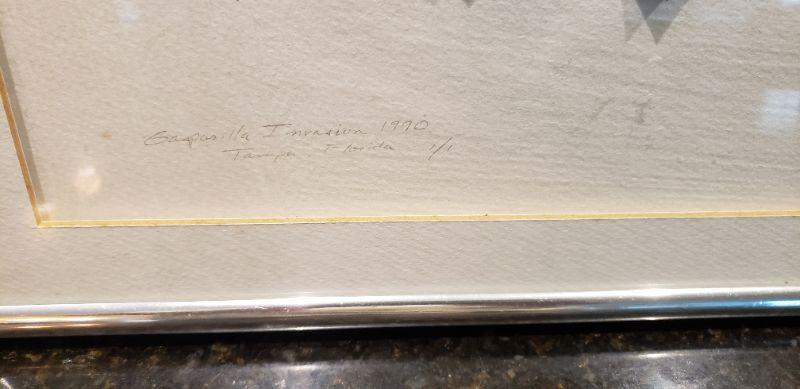 Gasparilla Invasion 1990
Tampa, Florida 1/1